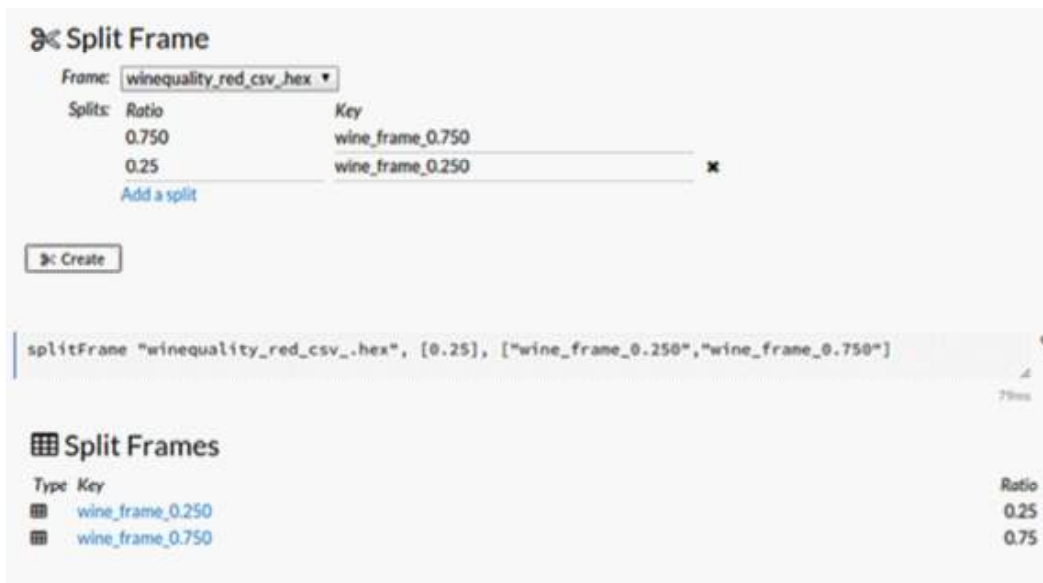 Split Frame
Frame: winequality_red_csv_.hex
Splits: Ratio Key
0.750 wine_frame_0.750
0.25 wine_frame_0.250
Add a split
Create
splitFrame "winequality_red_csv_.hex", [0.25], ["wine_frame_0.250","wine_frame_0.750"]
79ms
Split Frames
Type Key Ratio
wine_frame_0.250 0.25
wine_frame_0.750 0.75